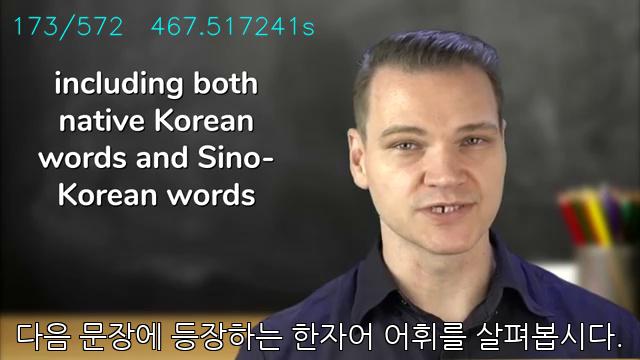 173/572 467.517241s
including both
native Korean
words and Sino-
Korean words
다음 문장에 등장하는 한자어 어휘를 살펴봅시다.